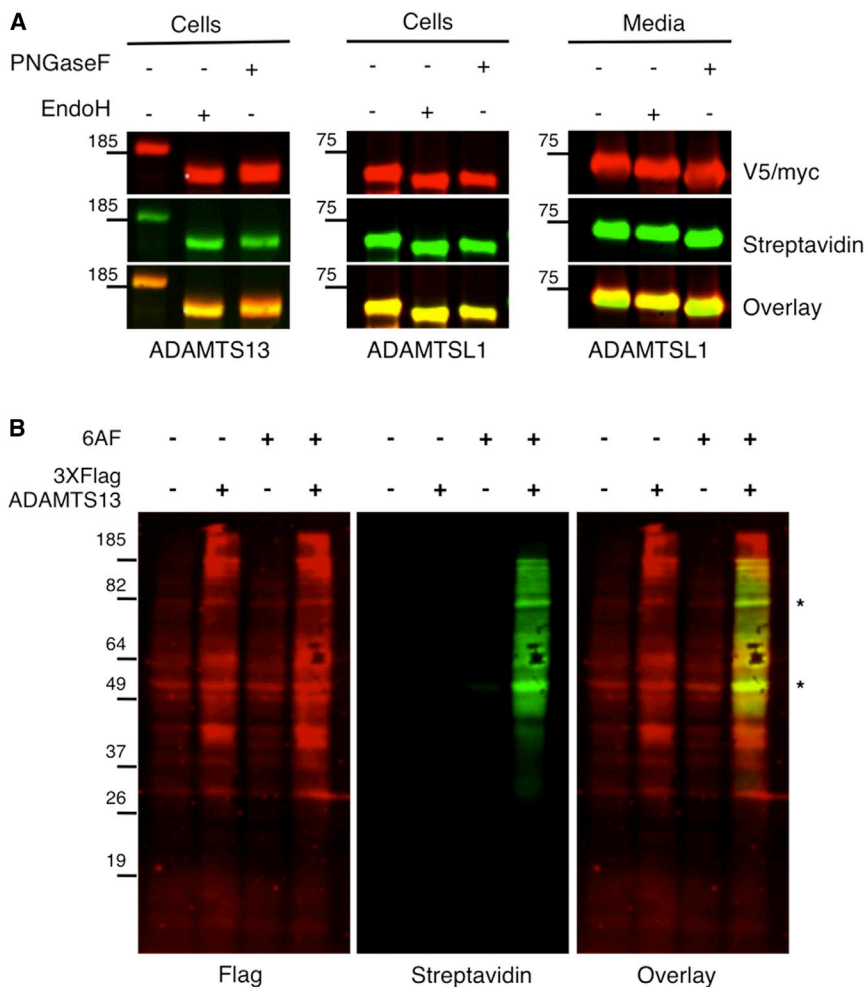 A
Cells Cells Media
PNGaseF - - + - - + - - +
EndoH - + - - + - - + -
185 75 75 V5/myc
185 75 75 Streptavidin
185 75 75 Overlay
ADAMTS13 ADAMTSL1 ADAMTSL1
B
6AF - - + + - - + + - - + +
3XFlag
ADAMTS13 - + - + - + - + - + - +
185
82
*
64
49
*
37
26
19
Flag Streptavidin Overlay